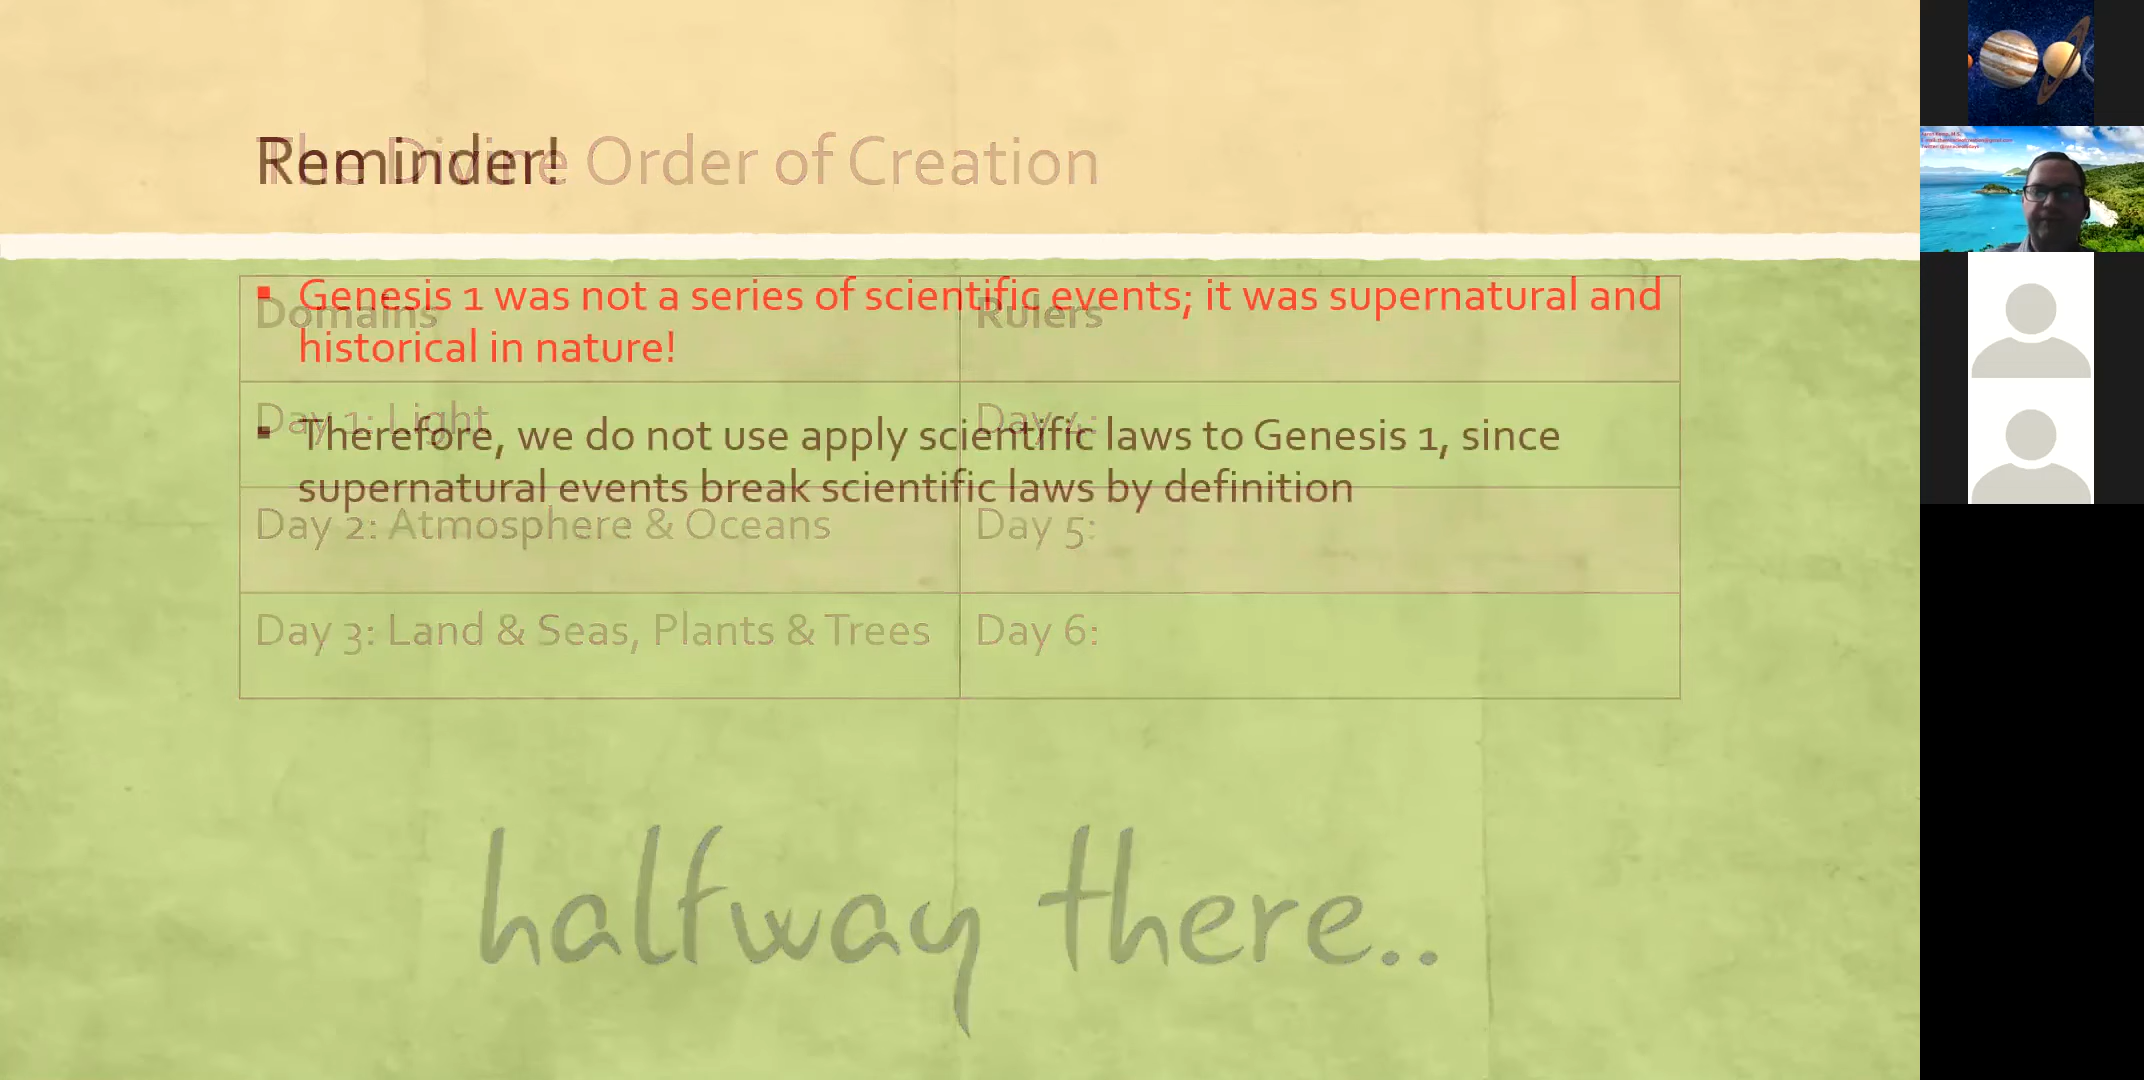 Reminder!
The Divine Order of Creation
▪ Genesis 1 was not a series of scientific events; it was supernatural and
historical in nature!
▪ Therefore, we do not use apply scientific laws to Genesis 1, since
supernatural events break scientific laws by definition
Domains Rulers
Day 1: Light Day 4:
Day 2: Atmosphere & Oceans Day 5:
Day 3: Land & Seas, Plants & Trees Day 6:
halfway there..